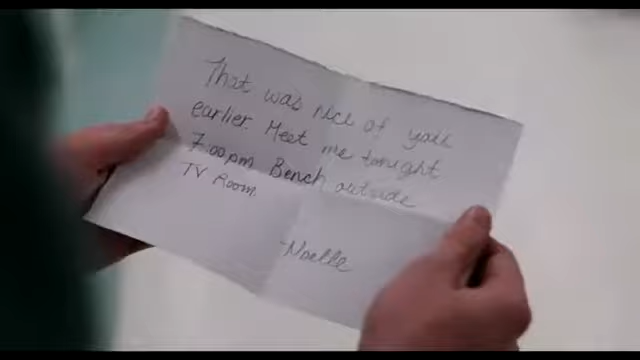 That was nice of you
earlier. Meet me tonight
7:00pm Bench outside
TV Room.
-Noelle